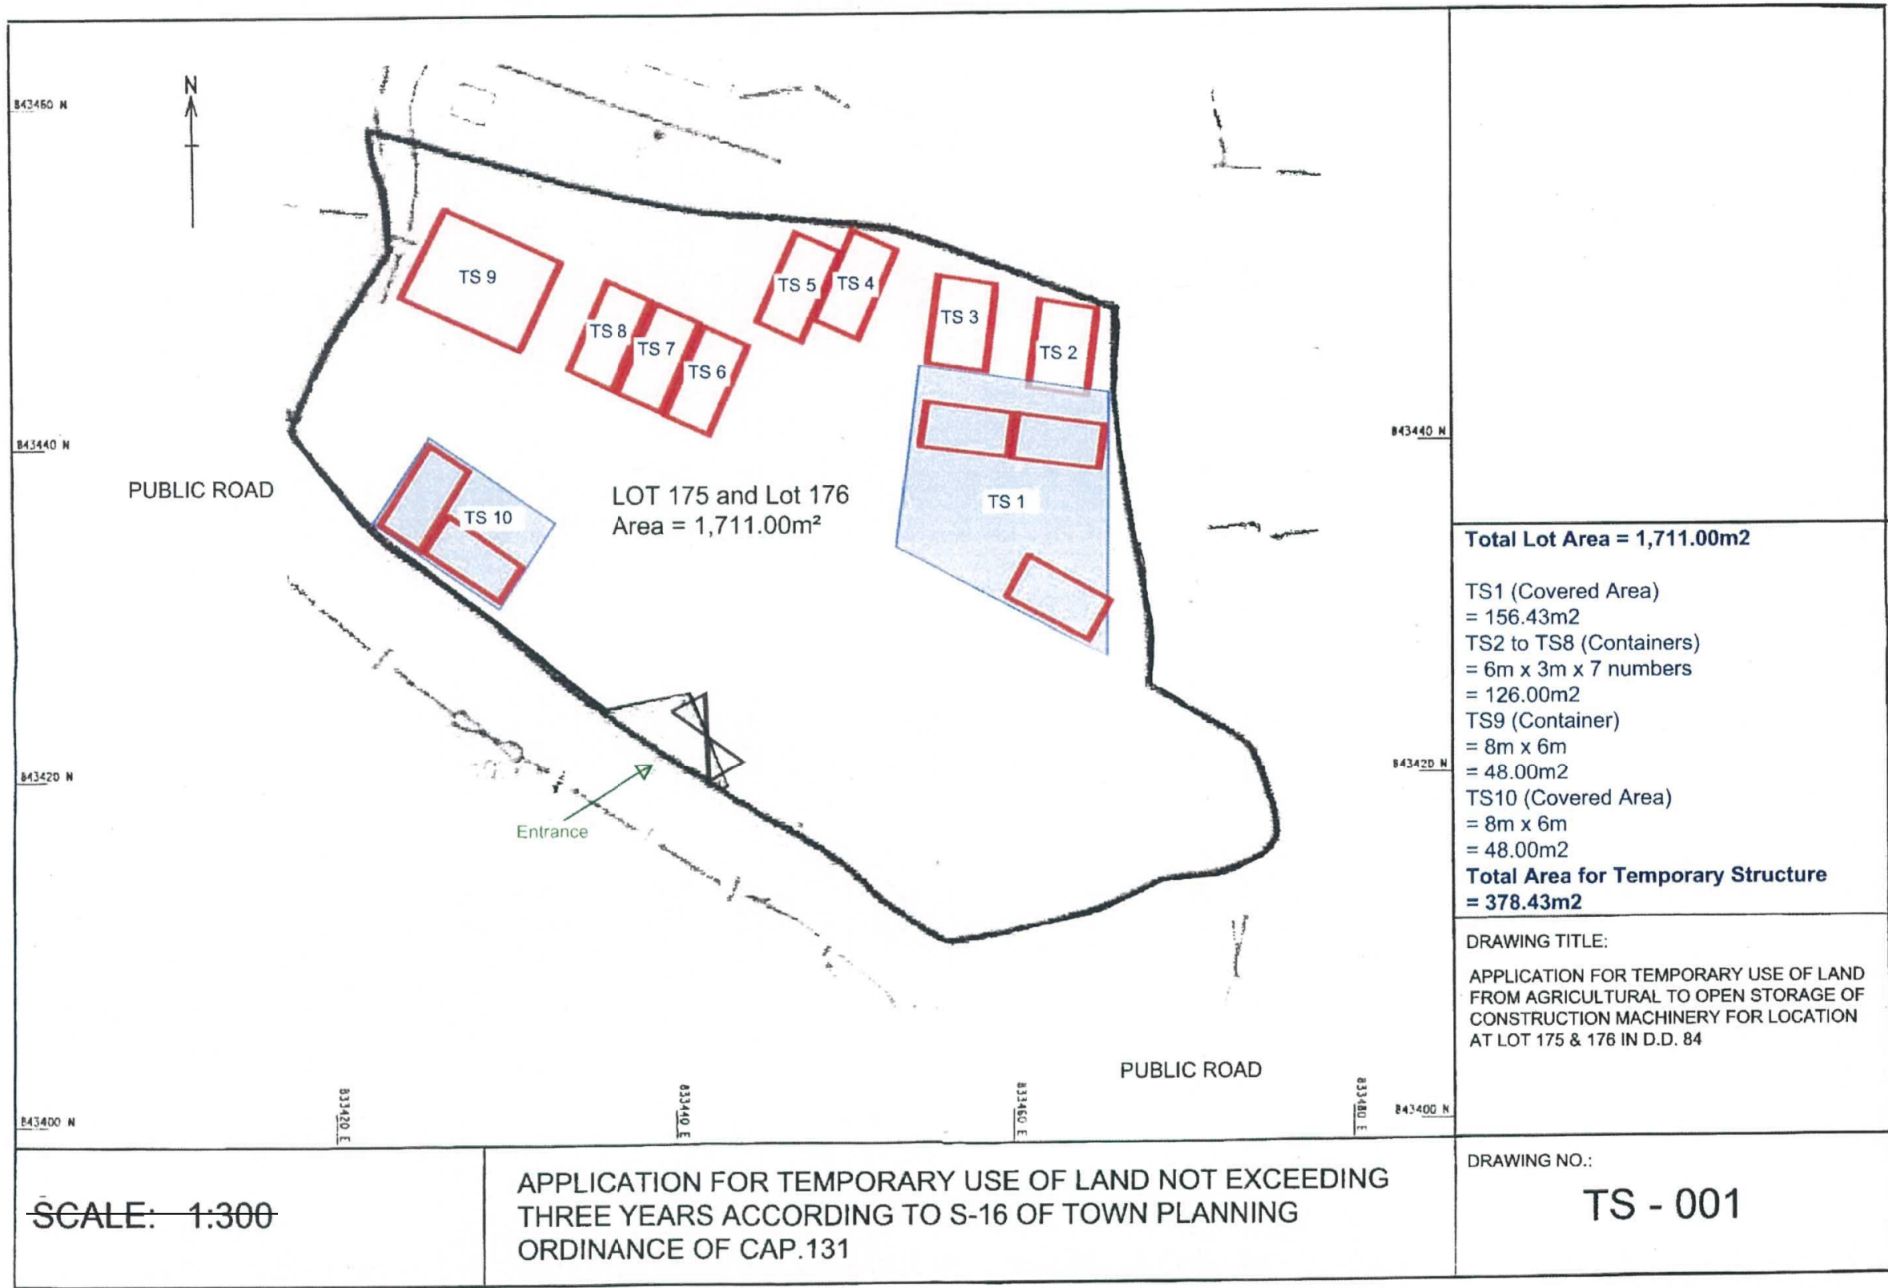 N
843460 N
TS 9
TS 5
TS 4
TS 3
TS 8
TS 7
TS 6
TS 2
843440 N
843440 N
PUBLIC ROAD
LOT 175 and Lot 176
Area = 1,711.00m²
TS 10
TS 1
843420 N
843420 N
Entrance
PUBLIC ROAD
843400 N
833420 E
833440 E
833460 E
833480 E
843400 N
Total Lot Area = 1,711.00m2
TS1 (Covered Area)
= 156.43m2
TS2 to TS8 (Containers)
= 6m x 3m x 7 numbers
= 126.00m2
TS9 (Container)
= 8m x 6m
= 48.00m2
TS10 (Covered Area)
= 8m x 6m
= 48.00m2
Total Area for Temporary Structure
= 378.43m2
DRAWING TITLE:
APPLICATION FOR TEMPORARY USE OF LAND
FROM AGRICULTURAL TO OPEN STORAGE OF
CONSTRUCTION MACHINERY FOR LOCATION
AT LOT 175 & 176 IN D.D. 84
SCALE: 1:300
APPLICATION FOR TEMPORARY USE OF LAND NOT EXCEEDING
THREE YEARS ACCORDING TO S-16 OF TOWN PLANNING
ORDINANCE OF CAP.131
DRAWING NO.:
TS - 001